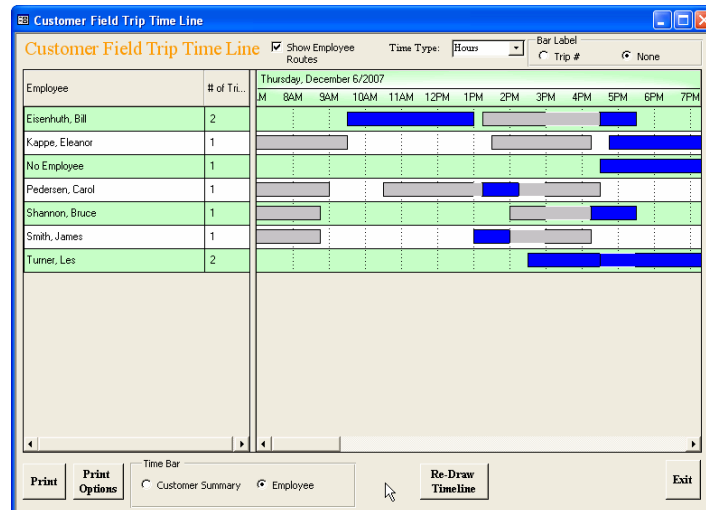 Customer Field Trip Time Line
Customer Field Trip Time Line
Show Employee
Routes
Time Type:
Hours
Bar Label
Trip #
None
Employee
# of Tri...
Thursday, December 6/2007
M 8AM 9AM 10AM 11AM 12PM 1PM 2PM 3PM 4PM 5PM 6PM 7PM
Eisenhuth, Bill 2
Kappe, Eleanor 1
No Employee 1
Pedersen, Carol 1
Shannon, Bruce 1
Smith, James 1
Turner, Les 2
Print
Print
Options
Time Bar
Customer Summary
Employee
Re-Draw
Timeline
Exit